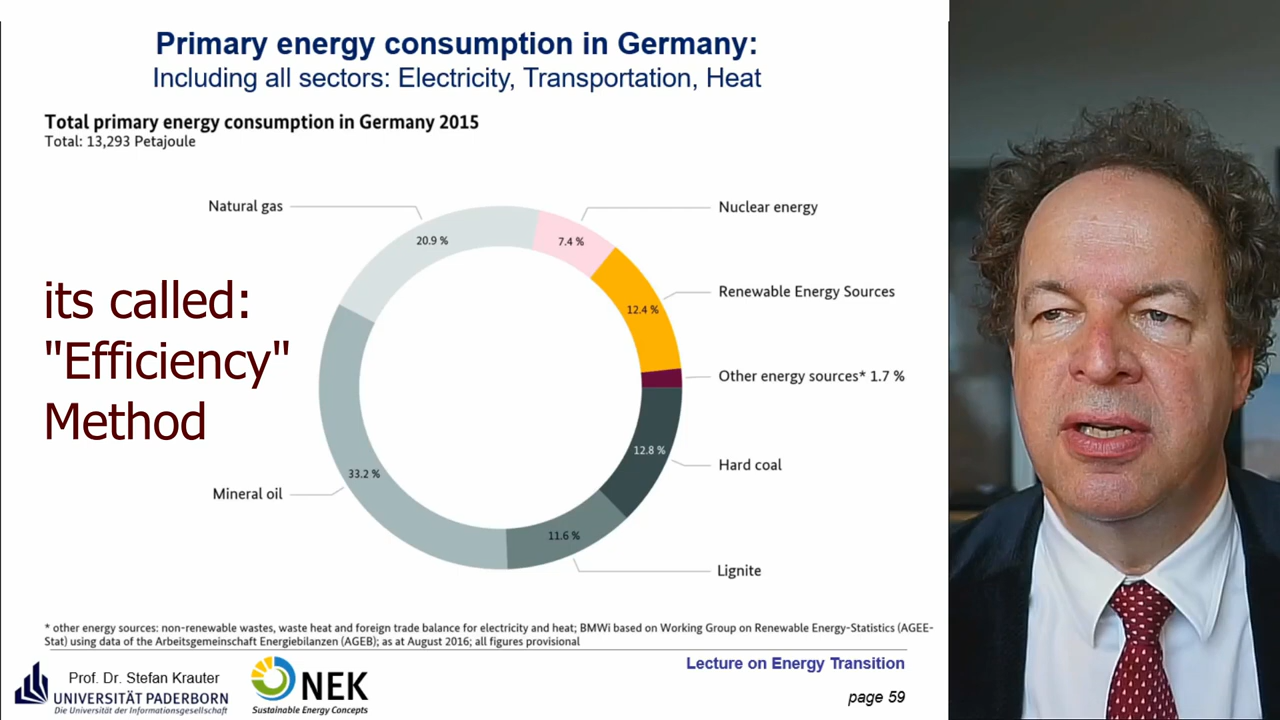 Primary energy consumption in Germany:
Including all sectors: Electricity, Transportation, Heat
Total primary energy consumption in Germany 2015
Total: 13,293 Petajoule
Natural gas
Nuclear energy
20.9 %
7.4 %
Renewable Energy Sources
12.4 %
its called:
"Efficiency"
Method
Other energy sources* 1.7 %
12.8 %
Hard coal
33.2 %
Mineral oil
11.6 %
Lignite
* other energy sources: non-renewable wastes, waste heat and foreign trade balance for electricity and heat; BMWi based on Working Group on Renewable Energy-Statistics (AGEE-
Stat) using data of the Arbeitsgemeinschaft Energiebilanzen (AGEB); as at August 2016; all figures provisional
Prof. Dr. Stefan Krauter
UNIVERSITÄT PADERBORN
Die Universität der Informationsgesellschaft
NEK
Sustainable Energy Concepts
Lecture on Energy Transition
page 59